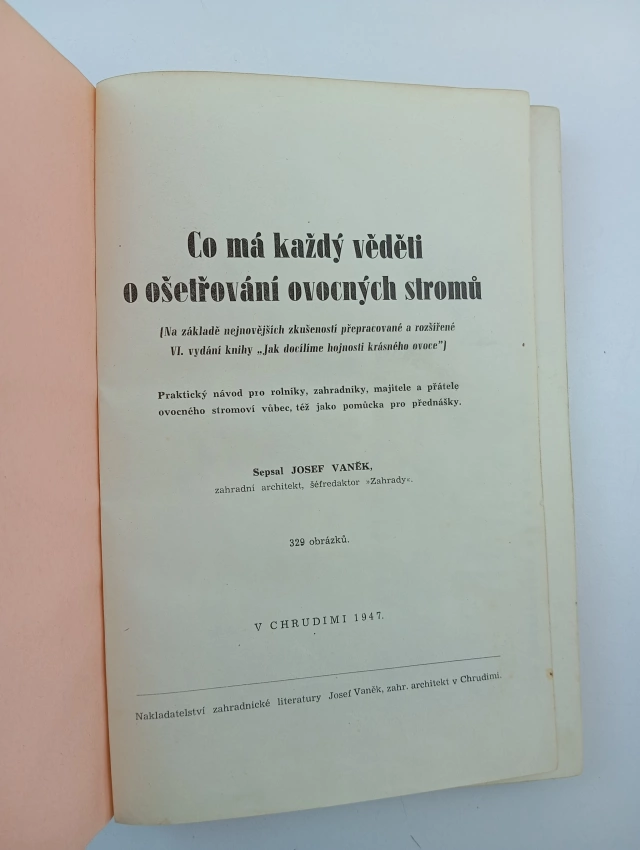 Co má každý věděti
o ošetřování ovocných stromů
(Na základě nejnovějších zkušeností přepracované a rozšířené
VI. vydání knihy „Jak docílíme hojnosti krásného ovoce")
Praktický návod pro rolníky, zahradníky, majitele a přátele
ovocného stromoví vůbec, též jako pomůcka pro přednášky.
Sepsal JOSEF VANĚK,
zahradní architekt, šéfredaktor »Zahrady«.
329 obrázků.
V CHRUDIMI 1947.
Nakladatelství zahradnické literatury Josef Vaněk, zahr. architekt v Chrudimi.